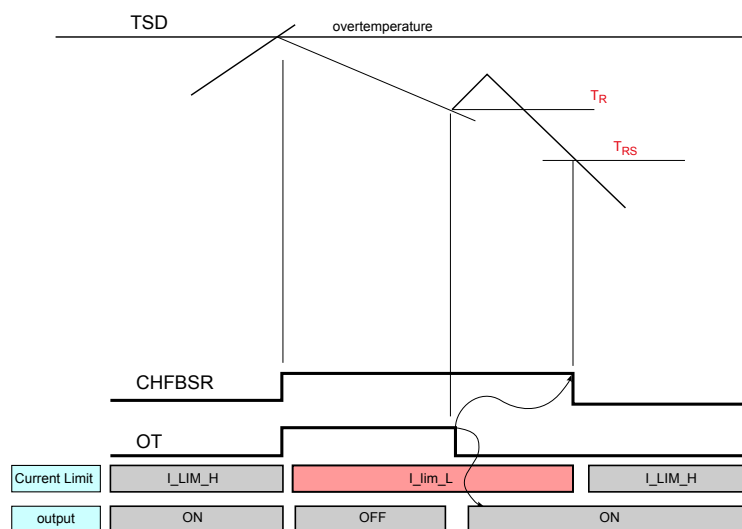 TSD
overtemperature
TR
TRS
CHFBSR
OT
Current Limit I_LIM_H I_lim_L I_LIM_H
output ON OFF ON